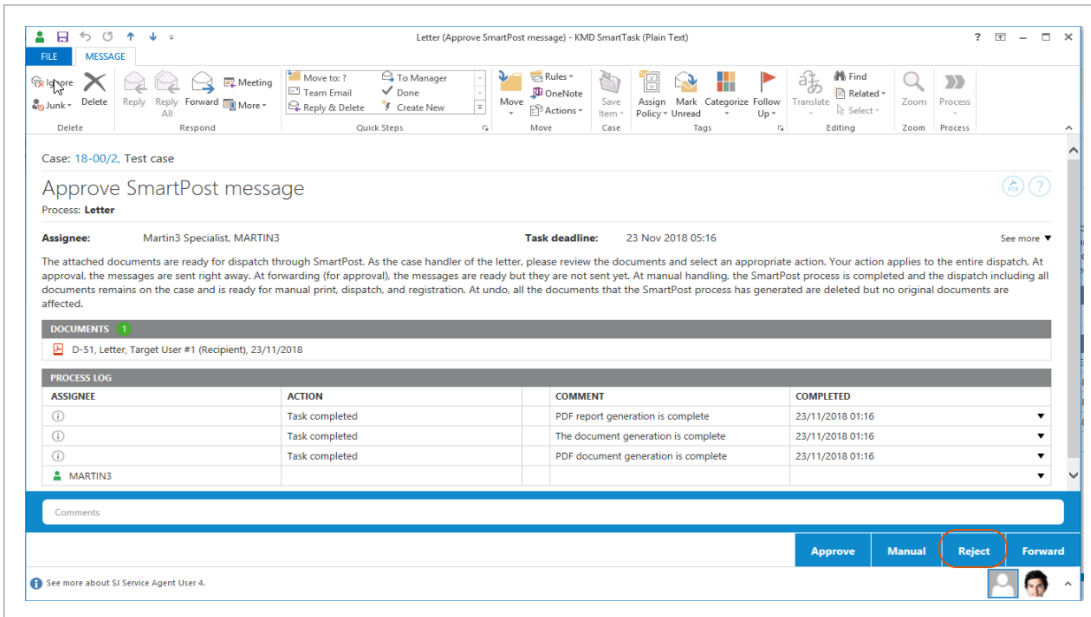 Letter (Approve SmartPost message) - KMD SmartTask (Plain Text)
FILE MESSAGE
Ignore
Junk
Delete
Reply
Reply All
Forward
Meeting
More
Move to: ?
Team Email
Reply & Delete
To Manager
Done
Create New
Move
Rules
OneNote
Actions
Save Item
Assign Policy
Mark Unread
Categorize
Follow Up
Translate
Find
Related
Select
Zoom
Process
Delete Respond Quick Steps Move Case Tags Editing Zoom Process
Case: 18-00/2, Test case
Approve SmartPost message
PDF ?
Process: Letter
Assignee: Martin3 Specialist, MARTIN3 Task deadline: 23 Nov 2018 05:16 See more
The attached documents are ready for dispatch through SmartPost. As the case handler of the letter, please review the documents and select an appropriate action. Your action applies to the entire dispatch. At
approval, the messages are sent right away. At forwarding (for approval), the messages are ready but they are not sent yet. At manual handling, the SmartPost process is completed and the dispatch including all
documents remains on the case and is ready for manual print, dispatch, and registration. At undo, all the documents that the SmartPost process has generated are deleted but no original documents are
affected.
DOCUMENTS 1
D-51, Letter, Target User #1 (Recipient), 23/11/2018
PROCESS LOG
ASSIGNEE ACTION COMMENT COMPLETED
Task completed PDF report generation is complete 23/11/2018 01:16
Task completed The document generation is complete 23/11/2018 01:16
Task completed PDF document generation is complete 23/11/2018 01:16
MARTIN3
Comments
Approve Manual Reject Forward
See more about SJ Service Agent User 4.